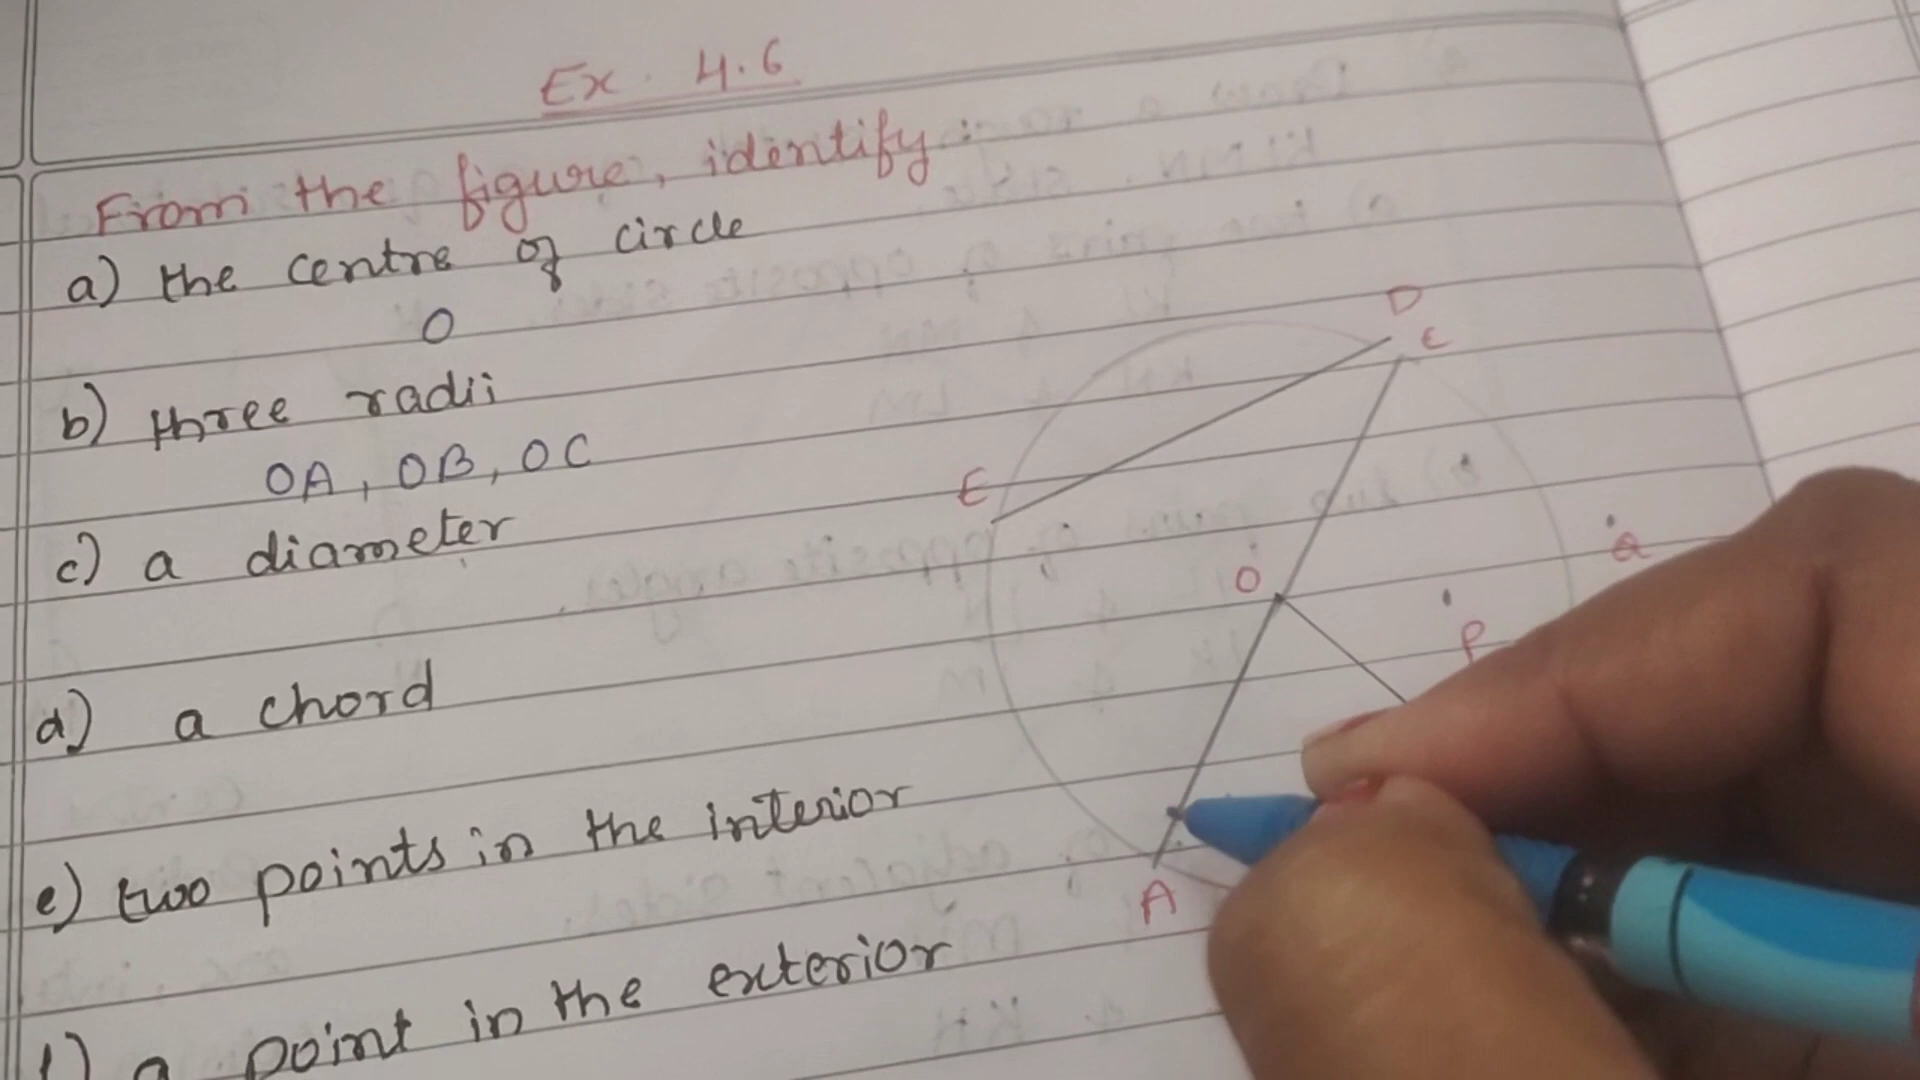 Ex. 4.6
From the figure, identify:
a) the centre of circle
O
b) three radii
OA, OB, OC
c) a diameter
d) a chord
e) two points in the interior
f) a point in the exterior
D
C
E
O
Q
P
A